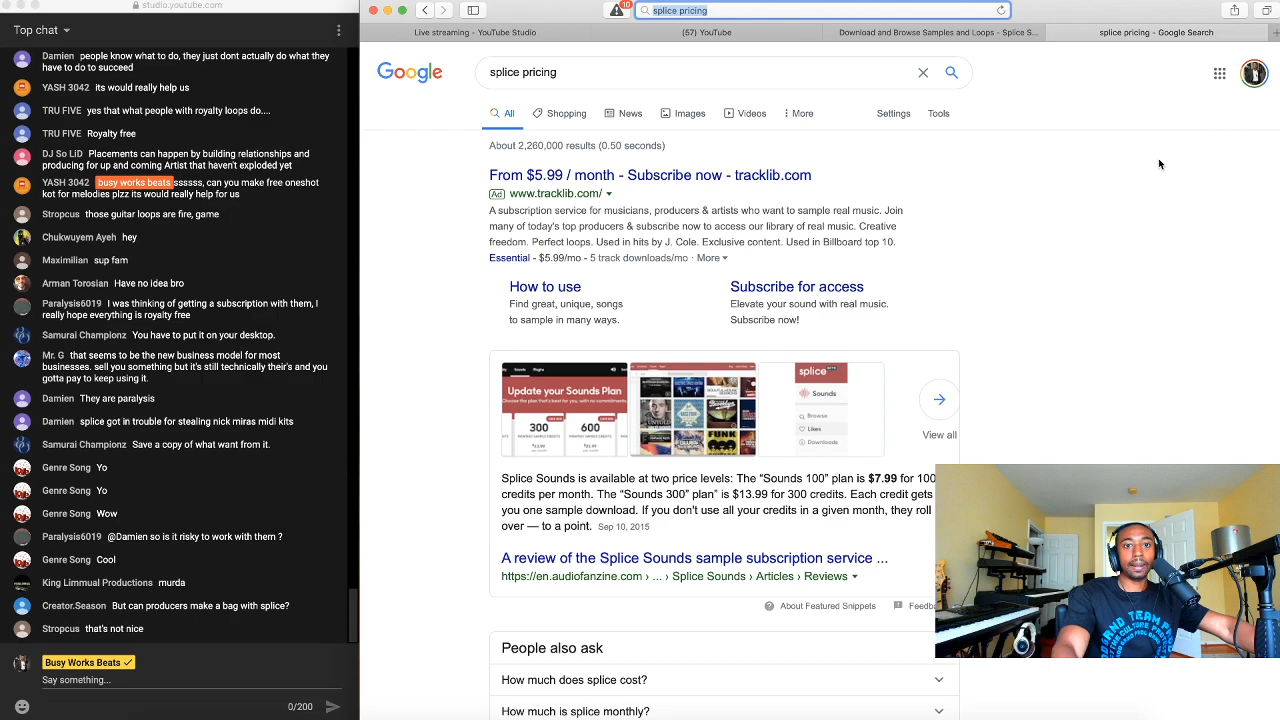 studio.youtube.com
Top chat
Damien people know what to do, they just dont actually do what they
have to do to succeed
YASH 3042 its would really help us
TRU FIVE yes that what people with royalty loops do....
TRU FIVE Royalty free
DJ So LiD Placements can happen by building relationships and
producing for up and coming Artist that haven't exploded yet
YASH 3042 busy works beats ssssss, can you make free oneshot
kot for melodies plzz its would really help for us
Stropcus those guitar loops are fire, game
Chukwuyem Ayeh hey
Maximilian sup fam
Arman Torosian Have no idea bro
Paralysis6019 I was thinking of getting a subscription with them, I
really hope everything is royalty free
Samurai Championz You have to put it on your desktop.
Mr. G that seems to be the new business model for most
businesses. sell you something but it's still technically their's and you
gotta pay to keep using it.
Damien They are paralysis
Damien splice got in trouble for stealing nick miras midi kits
Samurai Championz Save a copy of what want from it.
Genre Song Yo
Genre Song Yo
Genre Song Wow
Paralysis6019 @Damien so is it risky to work with them ?
Genre Song Cool
King Limmual Productions murda
Creator.Season But can producers make a bag with splice?
Stropcus that's not nice
Busy Works Beats
Say something...
0/200
10
splice pricing
Live streaming - YouTube Studio
(57) YouTube
Download and Browse Samples and Loops - Splice S...
splice pricing - Google Search
Google
splice pricing
All
Shopping
News
Images
Videos
More
Settings
Tools
About 2,260,000 results (0.50 seconds)
From $5.99 / month - Subscribe now - tracklib.com/
Ad www.tracklib.com/
A subscription service for musicians, producers & artists who want to sample real music. Join
many of today's top producers & subscribe now to access our library of real music. Creative
freedom. Perfect loops. Used in hits by J. Cole. Exclusive content. Used in Billboard top 10.
Essential - $5.99/mo - 5 track downloads/mo · More
How to use
Find great, unique, songs
to sample in many ways.
Subscribe for access
Elevate your sound with real music.
Subscribe now!
Sounds Plugins
Update your Sounds Plan
300
600
splice
Sounds
Browse
Likes
Downloads
FUNK
View all
Splice Sounds is available at two price levels: The “Sounds 100” plan is $7.99 for 100
credits per month. The “Sounds 300 plan” is $13.99 for 300 credits. Each credit gets
you one sample download. If you don't use all your credits in a given month, they roll
over — to a point. Sep 10, 2015
A review of the Splice Sounds sample subscription service ...
https://en.audiofanzine.com › ... › Splice Sounds › Articles › Reviews
About Featured Snippets
Feedb
People also ask
How much does splice cost?
How much is splice monthly?